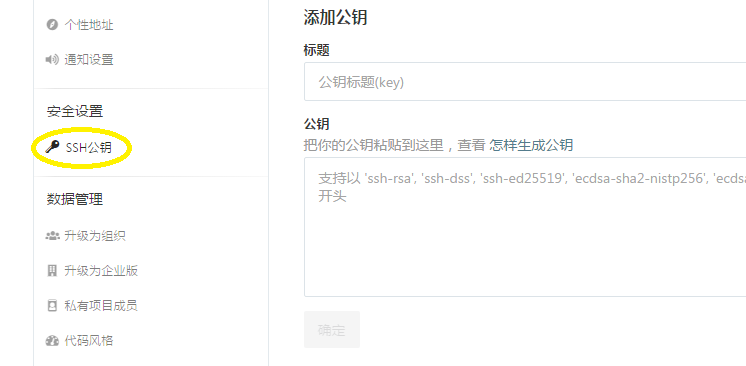 个性地址
通知设置
安全设置
SSH公钥
数据管理
升级为组织
升级为企业版
私有项目成员
代码风格
添加公钥
标题
公钥标题(key)
公钥
把你的公钥粘贴到这里，查看 怎样生成公钥
支持以 'ssh-rsa', 'ssh-dss', 'ssh-ed25519', 'ecdsa-sha2-nistp256', 'ecdsa
开头
确定